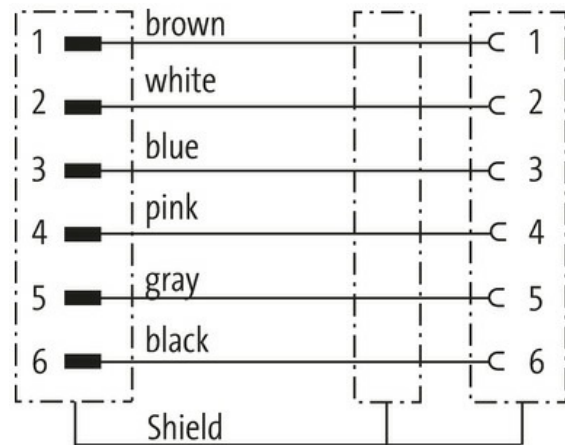 1 brown 1
2 white 2
3 blue 3
4 pink 4
5 gray 5
6 black 6
Shield